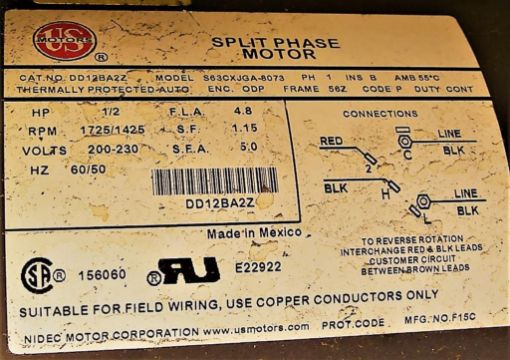 US
MOTORS
®
SPLIT PHASE
MOTOR
CAT.NO. DD12BA2Z MODEL S63CXJGA-8073 PH 1 INS B AMB 55°C
THERMALLY PROTECTED-AUTO ENC. ODP FRAME 56Z CODE P DUTY CONT
HP 1/2 F.L.A. 4.8
RPM 1725/1425 S.F. 1.15
VOLTS 200-230 S.F.A. 5.0
HZ 60/50
DD12BA2Z
Made in Mexico
CONNECTIONS
RED 2 C LINE
BLK
BLK H L LINE
BLK
TO REVERSE ROTATION
INTERCHANGE RED & BLK LEADS
CUSTOMER CIRCUIT
BETWEEN BROWN LEADS
SA ® 156060 ® RU E22922
SUITABLE FOR FIELD WIRING, USE COPPER CONDUCTORS ONLY
NIDEC MOTOR CORPORATION www.usmotors.com PROT.CODE MFG. NO.F15C